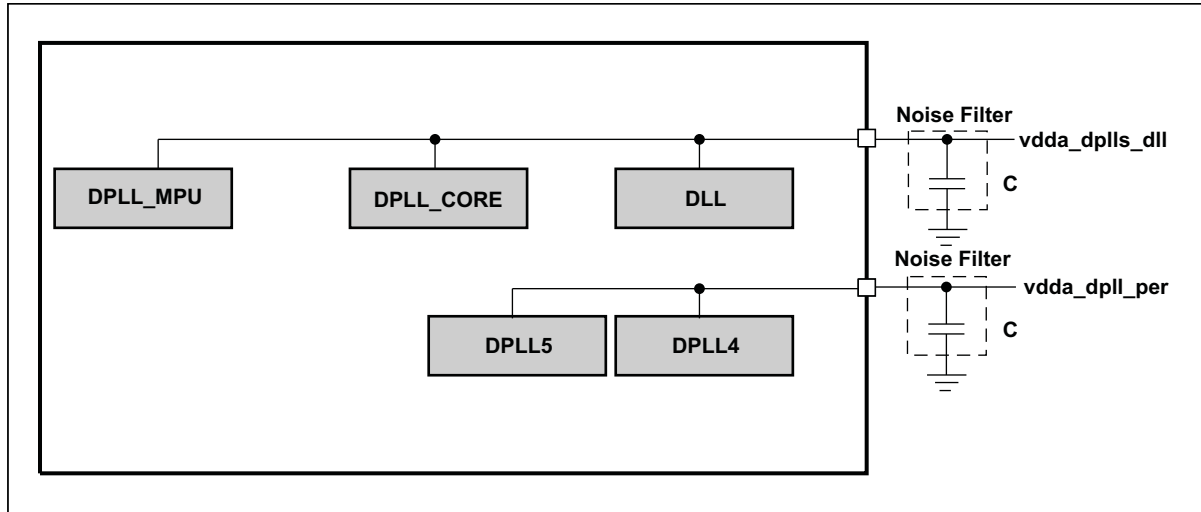 Noise Filter
vdda_dplls_dll
DPLL_MPU
DPLL_CORE
DLL
C
Noise Filter
vdda_dpll_per
DPLL5
DPLL4
C